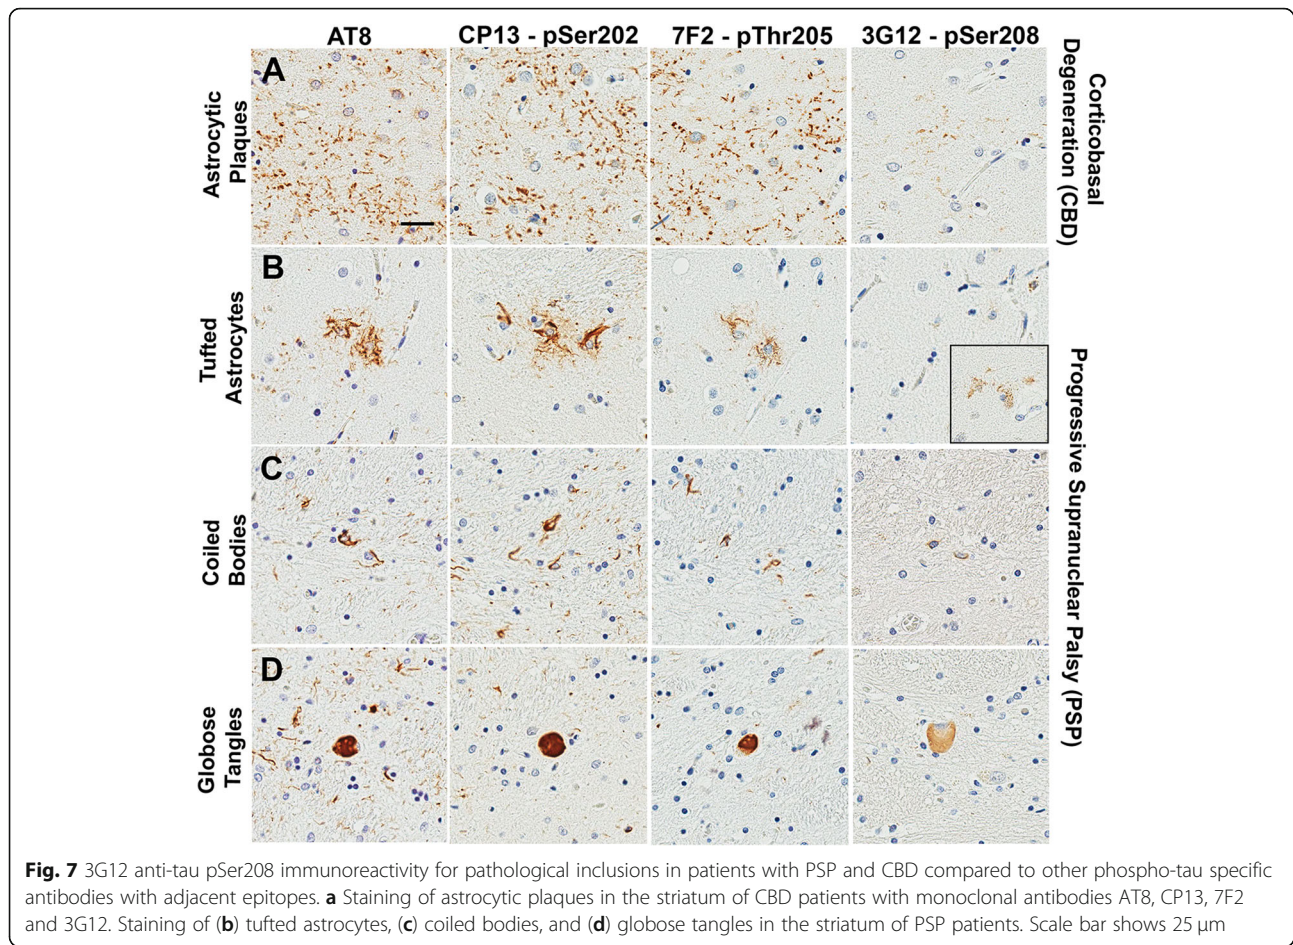 AT8 CP13 - pSer202 7F2 - pThr205 3G12 - pSer208
A
Astrocytic
Plaques
Corticobasal
Degeneration (CBD)
B
Tufted
Astrocytes
C
Coiled
Bodies
D
Globose
Tangles
Progressive Supranuclear Palsy (PSP)
Fig. 7 3G12 anti-tau pSer208 immunoreactivity for pathological inclusions in patients with PSP and CBD compared to other phospho-tau specific
antibodies with adjacent epitopes. a Staining of astrocytic plaques in the striatum of CBD patients with monoclonal antibodies AT8, CP13, 7F2
and 3G12. Staining of (b) tufted astrocytes, (c) coiled bodies, and (d) globose tangles in the striatum of PSP patients. Scale bar shows 25 μm